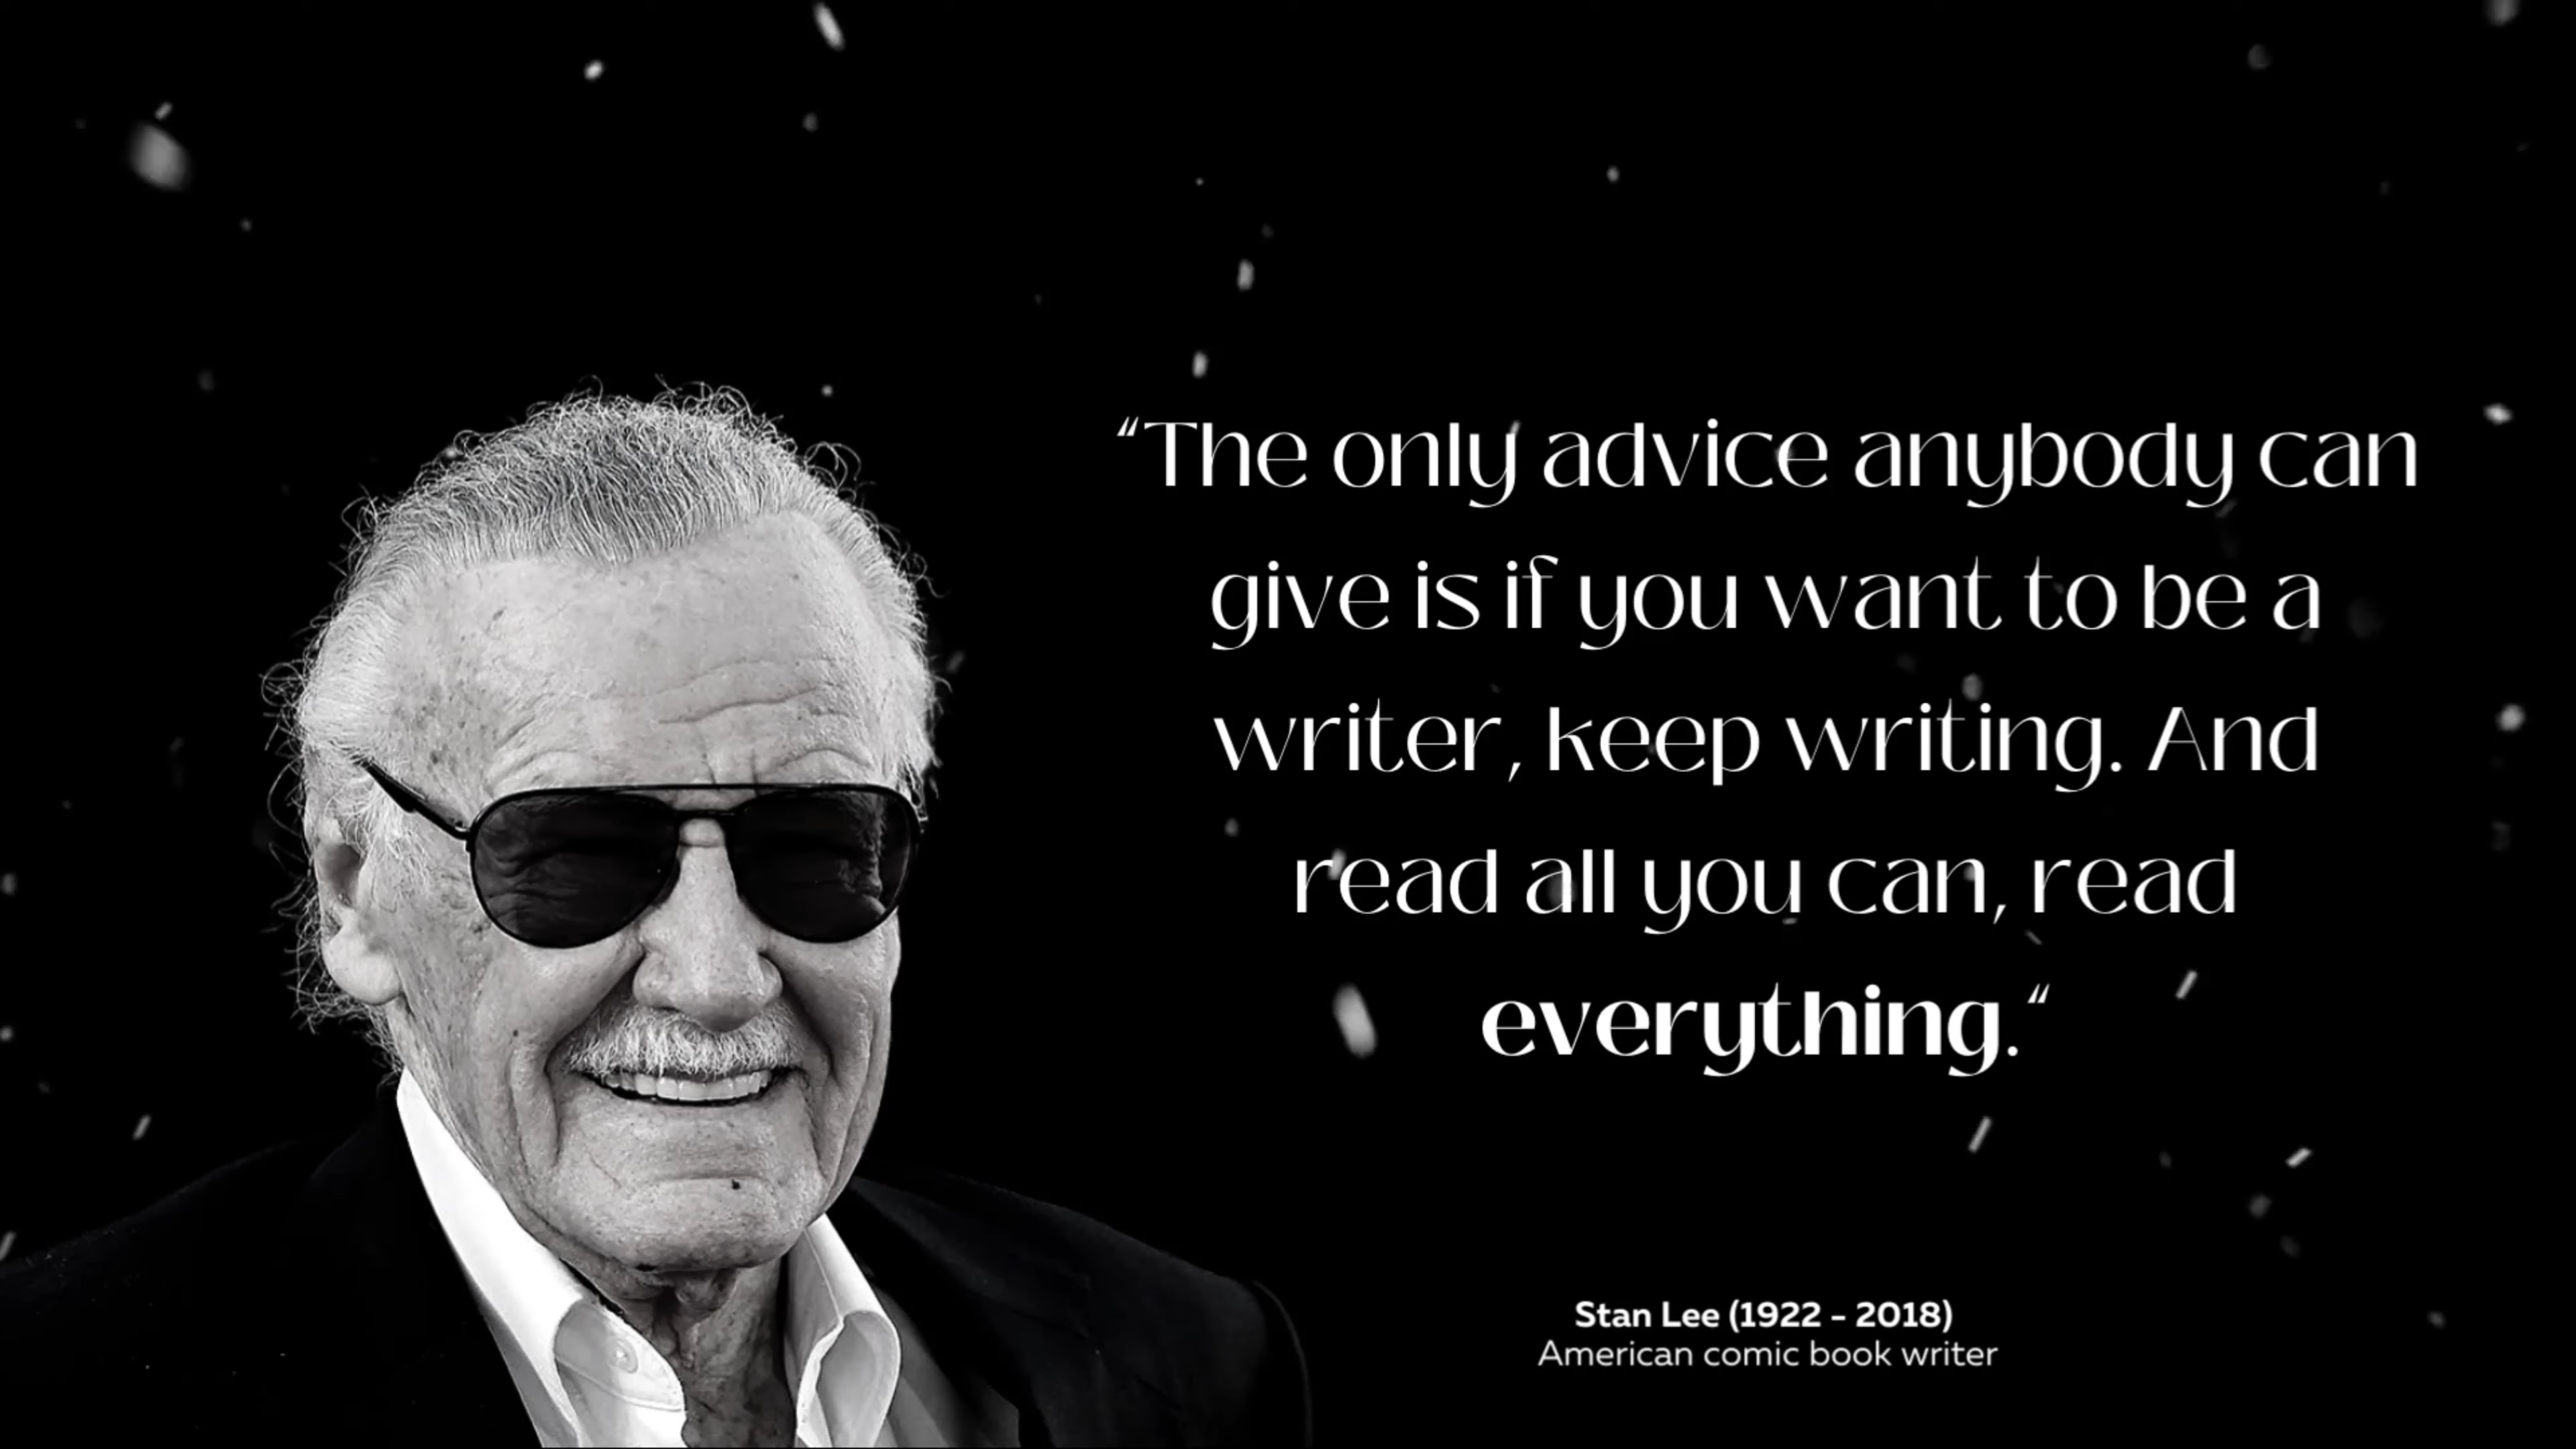 “The only advice anybody can
give is if you want to be a
writer, keep writing. And
read all you can, read
everything.“
Stan Lee (1922 - 2018)
American comic book writer